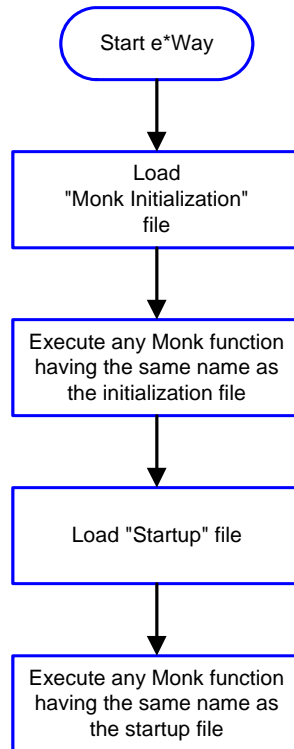 Start e*Way
Load
"Monk Initialization"
file
Execute any Monk function
having the same name as
the initialization file
Load "Startup" file
Execute any Monk function
having the same name as
the startup file